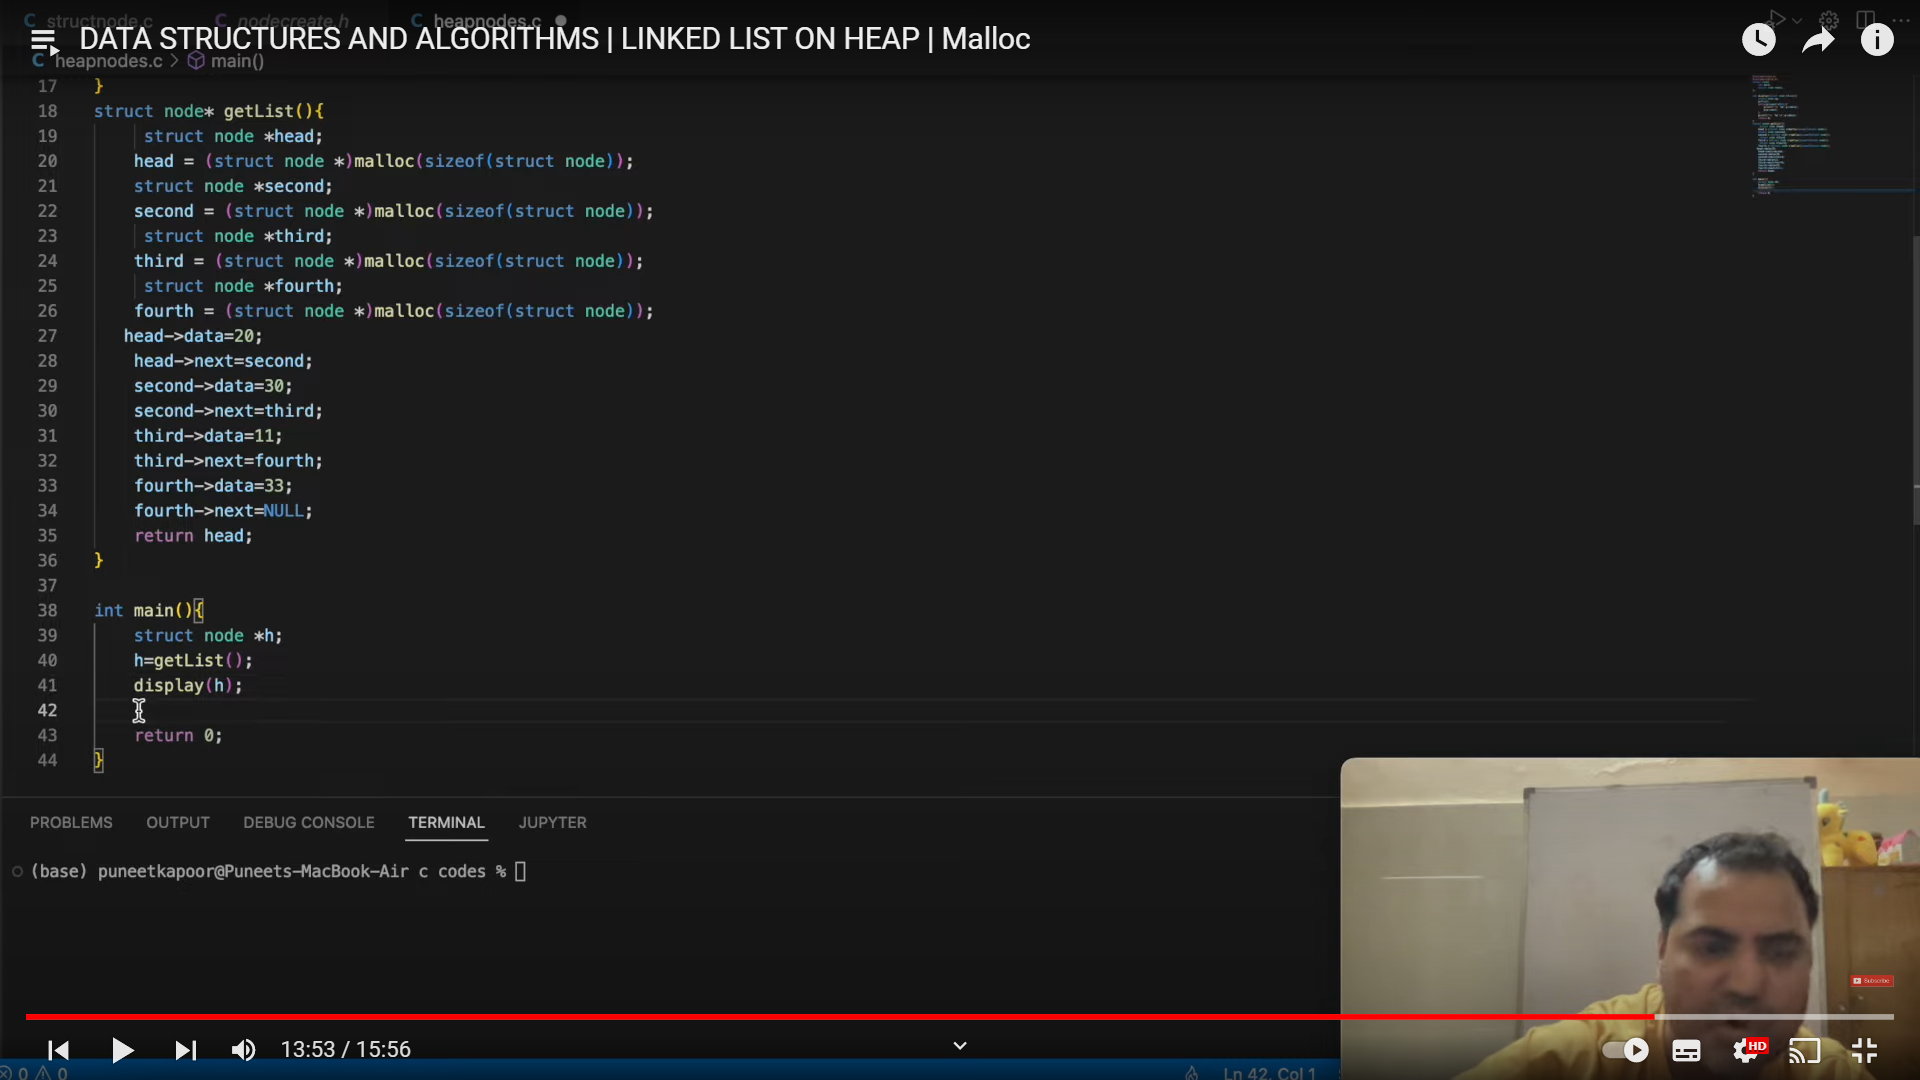 structnode.c nodecreate.h heapnodes.c
DATA STRUCTURES AND ALGORITHMS | LINKED LIST ON HEAP | Malloc
C heapnodes.c > main()
17 }
18 struct node* getList(){
19 struct node *head;
20 head = (struct node *)malloc(sizeof(struct node));
21 struct node *second;
22 second = (struct node *)malloc(sizeof(struct node));
23 struct node *third;
24 third = (struct node *)malloc(sizeof(struct node));
25 struct node *fourth;
26 fourth = (struct node *)malloc(sizeof(struct node));
27 head->data=20;
28 head->next=second;
29 second->data=30;
30 second->next=third;
31 third->data=11;
32 third->next=fourth;
33 fourth->data=33;
34 fourth->next=NULL;
35 return head;
36 }
37
38 int main(){
39 struct node *h;
40 h=getList();
41 display(h);
42
43 return 0;
44 }
PROBLEMS OUTPUT DEBUG CONSOLE TERMINAL JUPYTER
(base) puneetkapoor@Puneets-MacBook-Air c codes %
Subscribe
13:53 / 15:56
HD
0 0 Ln 42, Col 1